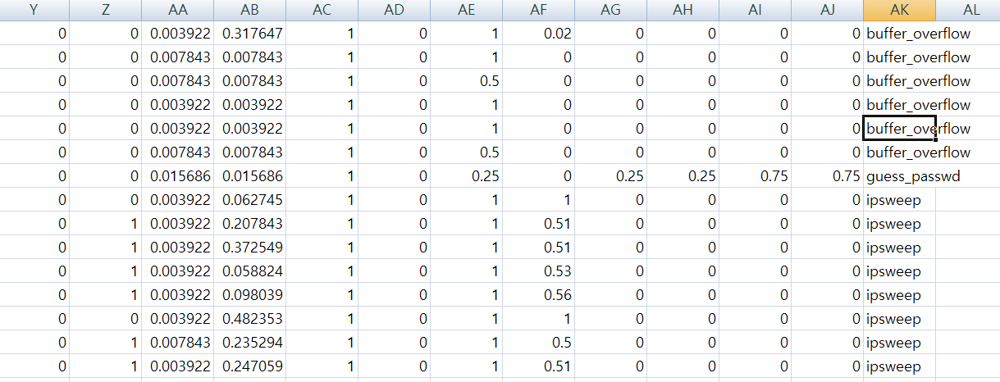 Y Z AA AB AC AD AE AF AG AH AI AJ AK AL
0 0 0.003922 0.317647 1 0 1 0.02 0 0 0 0 buffer_overflow
0 0 0.007843 0.007843 1 0 1 0 0 0 0 0 buffer_overflow
0 0 0.007843 0.007843 1 0 0.5 0 0 0 0 0 buffer_overflow
0 0 0.003922 0.003922 1 0 1 0 0 0 0 0 buffer_overflow
0 0 0.003922 0.003922 1 0 1 0 0 0 0 0 buffer_overflow
0 0 0.007843 0.007843 1 0 0.5 0 0 0 0 0 buffer_overflow
0 0 0.015686 0.015686 1 0 0.25 0 0.25 0.25 0.75 0.75 guess_passwd
0 0 0.003922 0.062745 1 0 1 1 0 0 0 0 ipsweep
0 1 0.003922 0.207843 1 0 1 0.51 0 0 0 0 ipsweep
0 1 0.003922 0.372549 1 0 1 0.51 0 0 0 0 ipsweep
0 1 0.003922 0.058824 1 0 1 0.53 0 0 0 0 ipsweep
0 1 0.003922 0.098039 1 0 1 0.56 0 0 0 0 ipsweep
0 0 0.003922 0.482353 1 0 1 1 0 0 0 0 ipsweep
0 1 0.007843 0.235294 1 0 1 0.5 0 0 0 0 ipsweep
0 1 0.003922 0.247059 1 0 1 0.51 0 0 0 0 ipsweep